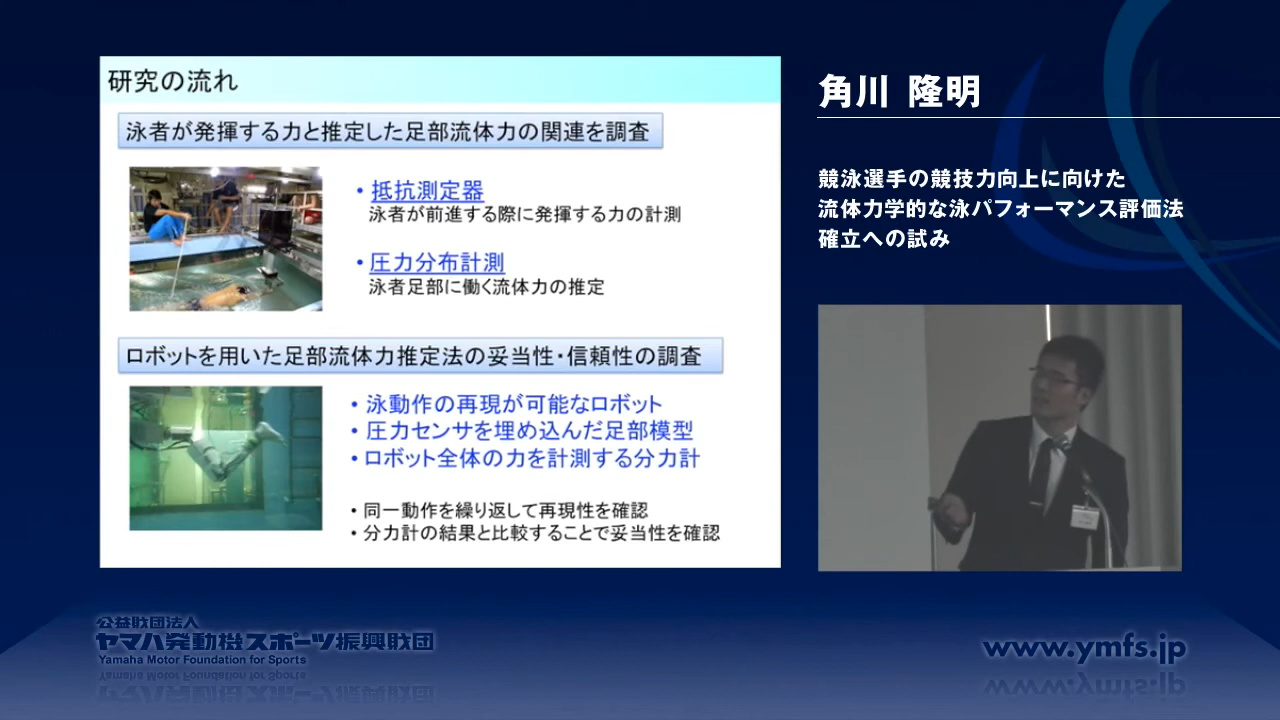 研究の流れ
泳者が発揮する力と推定した足部流体力の関連を調査
・抵抗測定器
泳者が前進する際に発揮する力の計測
・圧力分布計測
泳者足部に働く流体力の推定
ロボットを用いた足部流体力推定法の妥当性・信頼性の調査
・泳動作の再現が可能なロボット
・圧力センサを埋め込んだ足部模型
・ロボット全体の力を計測する分力計
・同一動作を繰り返して再現性を確認
・分力計の結果と比較することで妥当性を確認
角川 隆明
競泳選手の競技力向上に向けた
流体力学的な泳パフォーマンス評価法
確立への試み
公益財団法人
ヤマハ発動機スポーツ振興財団
Yamaha Motor Foundation for Sports
www.ymfs.jp